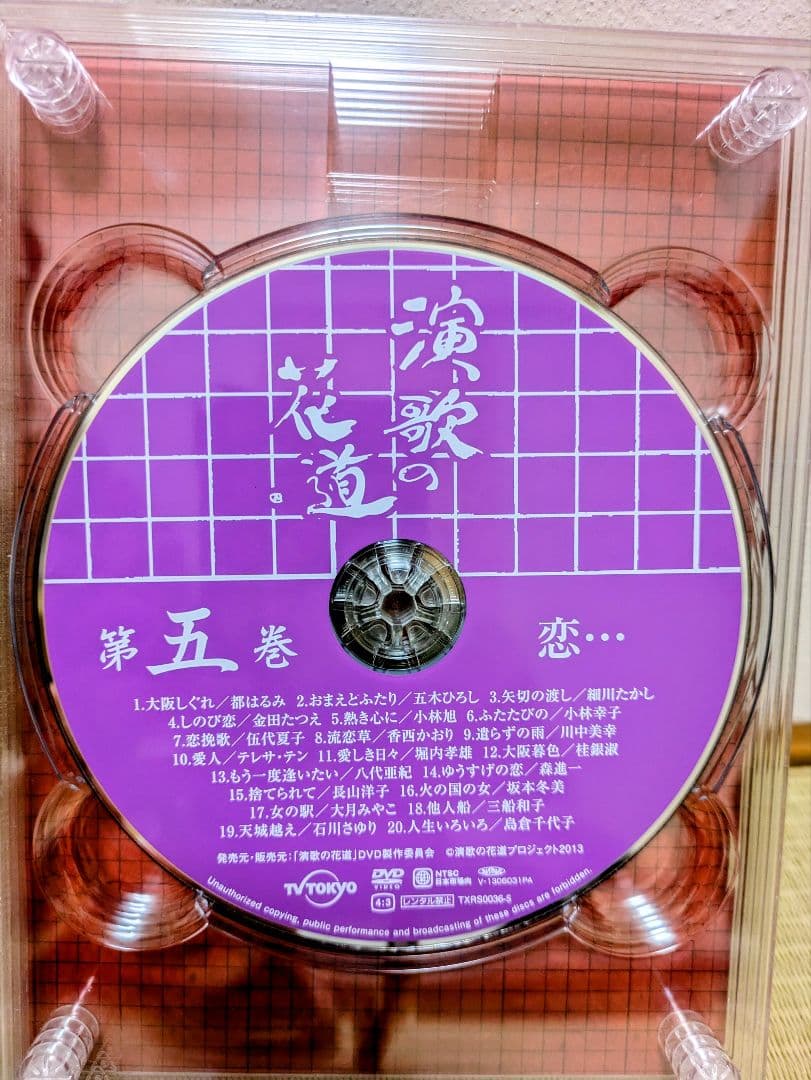 演歌の
花道
第五巻
恋…
1.大阪しぐれ／都はるみ 2.おまえとふたり／五木ひろし 3.矢切の渡し／細川たかし
4.しのび恋／金田たつえ 5.熱き心に／小林旭 6.ふたたびの／小林幸子
7.恋挽歌／伍代夏子 8.流恋草／香西かおり 9.遣らずの雨／川中美幸
10.愛人／テレサ・テン 11.愛しき日々／堀内孝雄 12.大阪暮色／桂銀淑
13.もう一度逢いたい／八代亜紀 14.ゆうすげの恋／森進一
15.捨てられて／長山洋子 16.火の国の女／坂本冬美
17.女の駅／大月みやこ 18.他人船／三船和子
19.天城越え／石川さゆり 20.人生いろいろ／島倉千代子
発売元・販売元:「演歌の花道」DVD製作委員会 ©演歌の花道プロジェクト2013
TV TOKYO
DVD VIDEO
NTSC
日本市場向
V-1308031PA
4:3
レンタル禁止
TXRS0036-5
Unauthorized copying, public performance and broadcasting of these discs are forbidden.